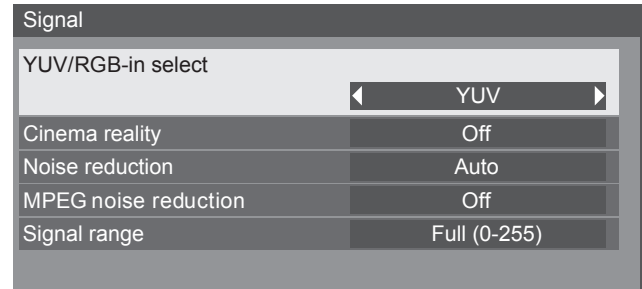 Signal
YUV/RGB-in select
YUV
Cinema reality Off
Noise reduction Auto
MPEG noise reduction Off
Signal range Full (0-255)